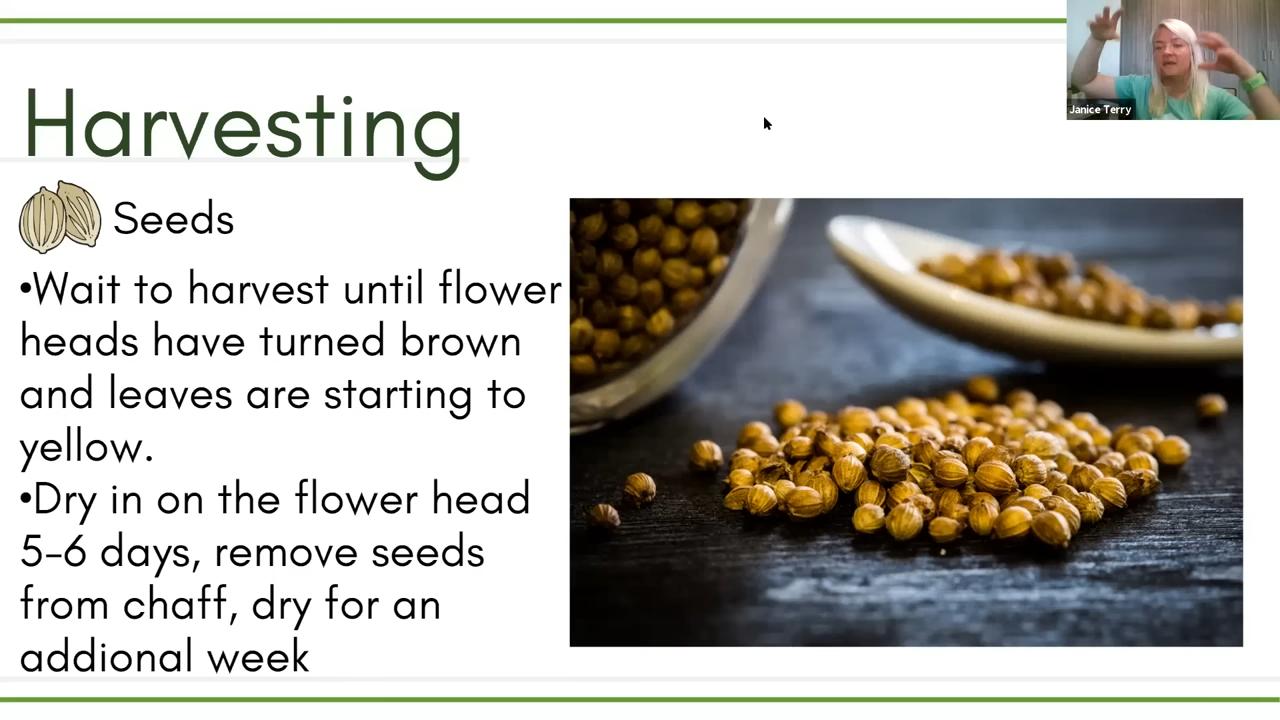 Janice Terry
Harvesting
Seeds
•Wait to harvest until flower
heads have turned brown
and leaves are starting to
yellow.
•Dry in on the flower head
5-6 days, remove seeds
from chaff, dry for an
addional week